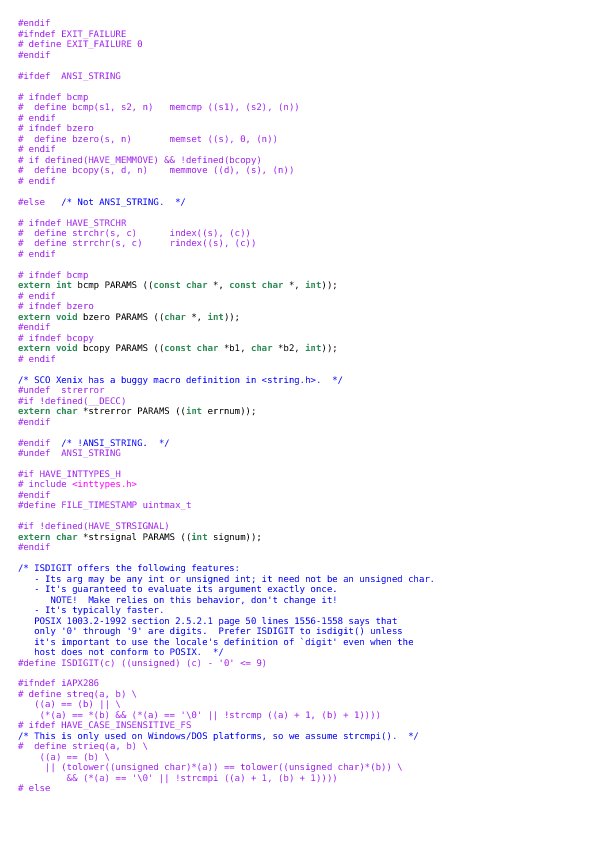 #endif
#ifndef EXIT_FAILURE
# define EXIT_FAILURE 0
#endif

#ifdef  ANSI_STRING

# ifndef bcmp
#  define bcmp(s1, s2, n)   memcmp ((s1), (s2), (n))
# endif
# ifndef bzero
#  define bzero(s, n)       memset ((s), 0, (n))
# endif
# if defined(HAVE_MEMMOVE) && !defined(bcopy)
#  define bcopy(s, d, n)    memmove ((d), (s), (n))
# endif

#else   /* Not ANSI_STRING.  */

# ifndef HAVE_STRCHR
#  define strchr(s, c)      index((s), (c))
#  define strrchr(s, c)     rindex((s), (c))
# endif

# ifndef bcmp
extern int bcmp PARAMS ((const char *, const char *, int));
# endif
# ifndef bzero
extern void bzero PARAMS ((char *, int));
#endif
# ifndef bcopy
extern void bcopy PARAMS ((const char *b1, char *b2, int));
# endif

/* SCO Xenix has a buggy macro definition in <string.h>.  */
#undef  strerror
#if !defined(__DECC)
extern char *strerror PARAMS ((int errnum));
#endif

#endif  /* !ANSI_STRING.  */
#undef  ANSI_STRING

#if HAVE_INTTYPES_H
# include <inttypes.h>
#endif
#define FILE_TIMESTAMP uintmax_t

#if !defined(HAVE_STRSIGNAL)
extern char *strsignal PARAMS ((int signum));
#endif

/* ISDIGIT offers the following features:
   - Its arg may be any int or unsigned int; it need not be an unsigned char.
   - It's guaranteed to evaluate its argument exactly once.
      NOTE!  Make relies on this behavior, don't change it!
   - It's typically faster.
   POSIX 1003.2-1992 section 2.5.2.1 page 50 lines 1556-1558 says that
   only '0' through '9' are digits.  Prefer ISDIGIT to isdigit() unless
   it's important to use the locale's definition of `digit' even when the
   host does not conform to POSIX.  */
#define ISDIGIT(c) ((unsigned) (c) - '0' <= 9)

#ifndef iAPX286
# define streq(a, b) \
   ((a) == (b) || \
    (*(a) == *(b) && (*(a) == '\0' || !strcmp ((a) + 1, (b) + 1))))
# ifdef HAVE_CASE_INSENSITIVE_FS
/* This is only used on Windows/DOS platforms, so we assume strcmpi().  */
#  define strieq(a, b) \
    ((a) == (b) \
     || (tolower((unsigned char)*(a)) == tolower((unsigned char)*(b)) \
         && (*(a) == '\0' || !strcmpi ((a) + 1, (b) + 1))))
# else